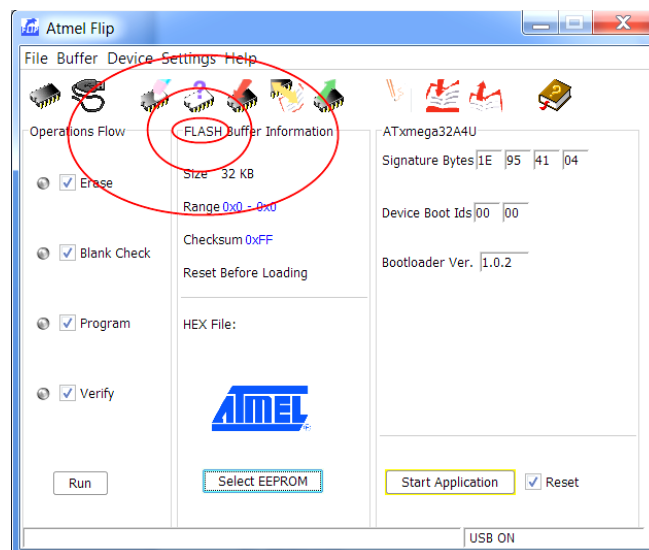 Atmel Flip
File Buffer Device Settings Help
Operations Flow
Erase
Blank Check
Program
Verify
Run
FLASH Buffer Information
Size 32 KB
Range 0x0 - 0x0
Checksum 0xFF
Reset Before Loading
HEX File:
ATMEL
Select EEPROM
ATxmega32A4U
Signature Bytes 1E 95 41 04
Device Boot Ids 00 00
Bootloader Ver. 1.0.2
Start Application
Reset
USB ON